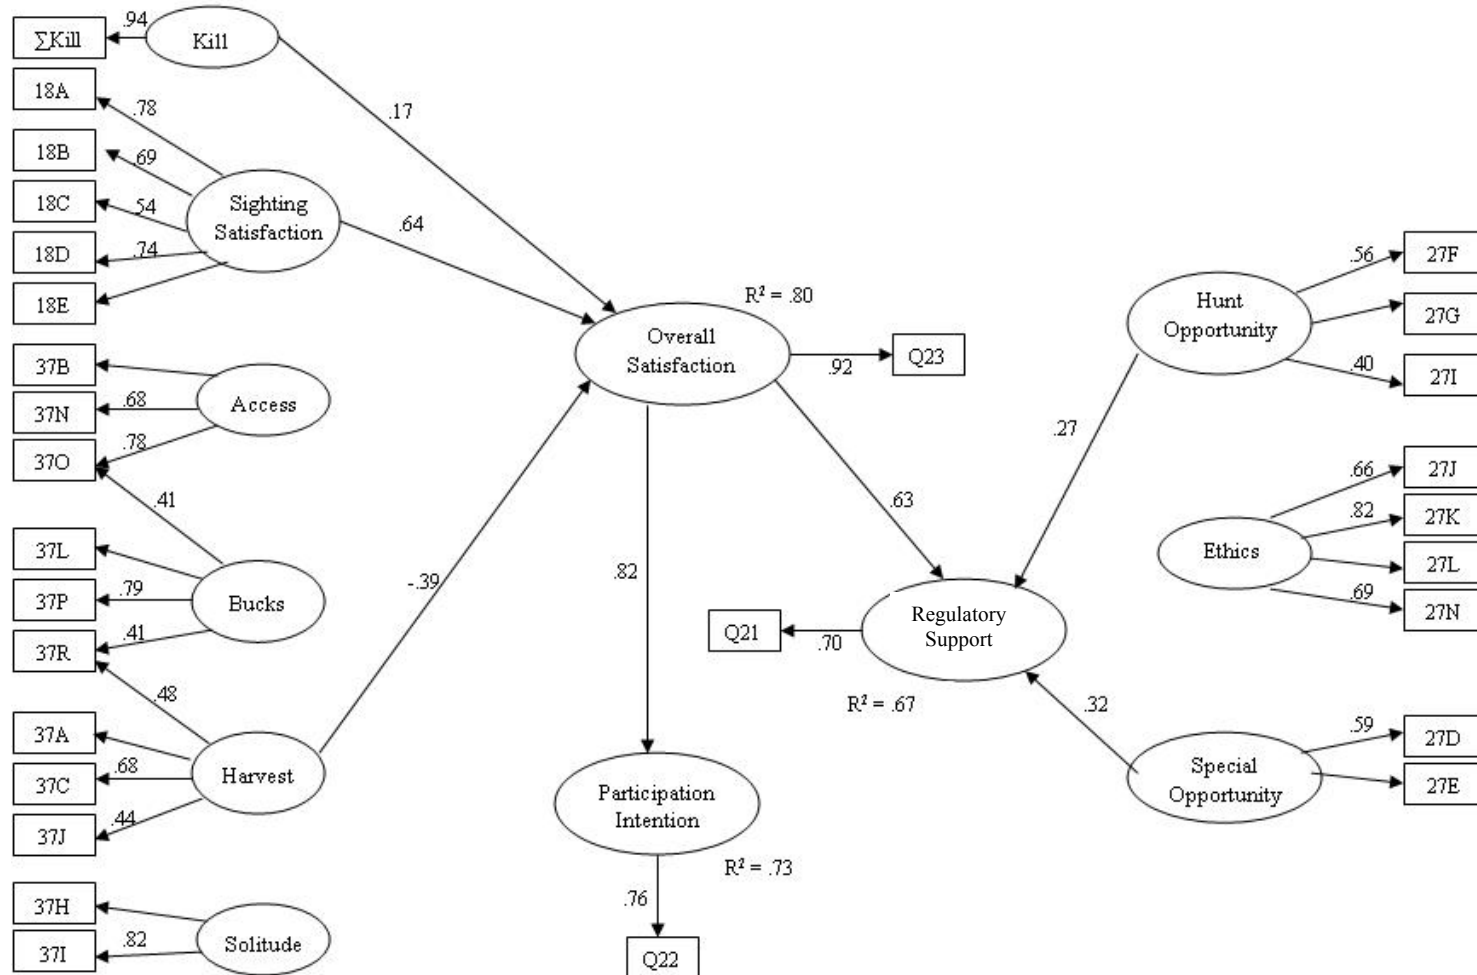 .94
∑Kill
Kill
18A
.78
.17
18B
.69
18C
.54
Sighting
Satisfaction
.64
18D
.74
18E
R² = .80
Overall
Satisfaction
.92
Q23
37B
Access
37N
.68
37O
.78
.41
37L
37P
.79
Bucks
37R
.41
-.39
.48
37A
37C
.68
Harvest
37J
.44
37H
37I
.82
Solitude
.82
.63
Participation
Intention
R² = .73
.76
Q22
Hunt
Opportunity
.56
27F
27G
.40
27I
.27
.66
27J
.82
27K
Ethics
27L
.69
27N
Q21
.70
Regulatory
Support
R² = .67
.32
Special
Opportunity
.59
27D
27E